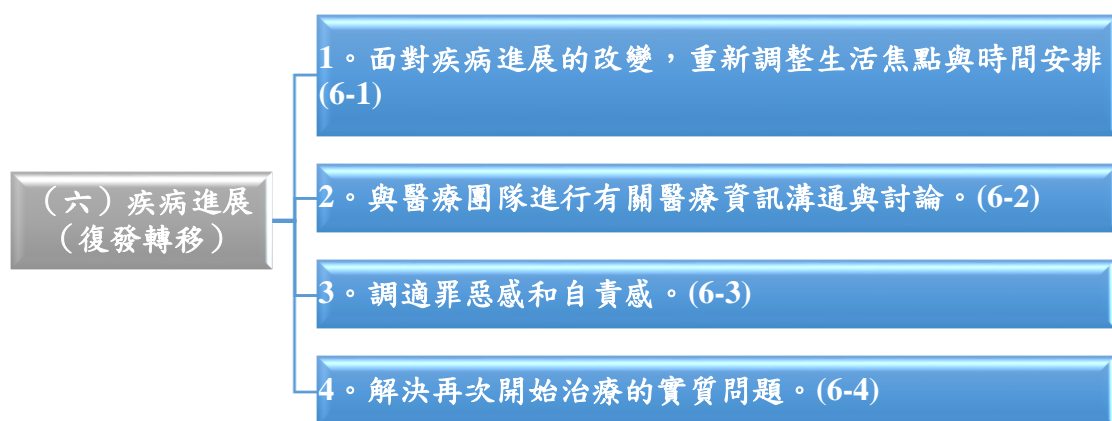 （六）疾病進展
（復發轉移）
1。面對疾病進展的改變，重新調整生活焦點與時間安排
(6-1)
2。與醫療團隊進行有關醫療資訊溝通與討論。(6-2)
3。調適罪惡感和自責感。(6-3)
4。解決再次開始治療的實質問題。(6-4)